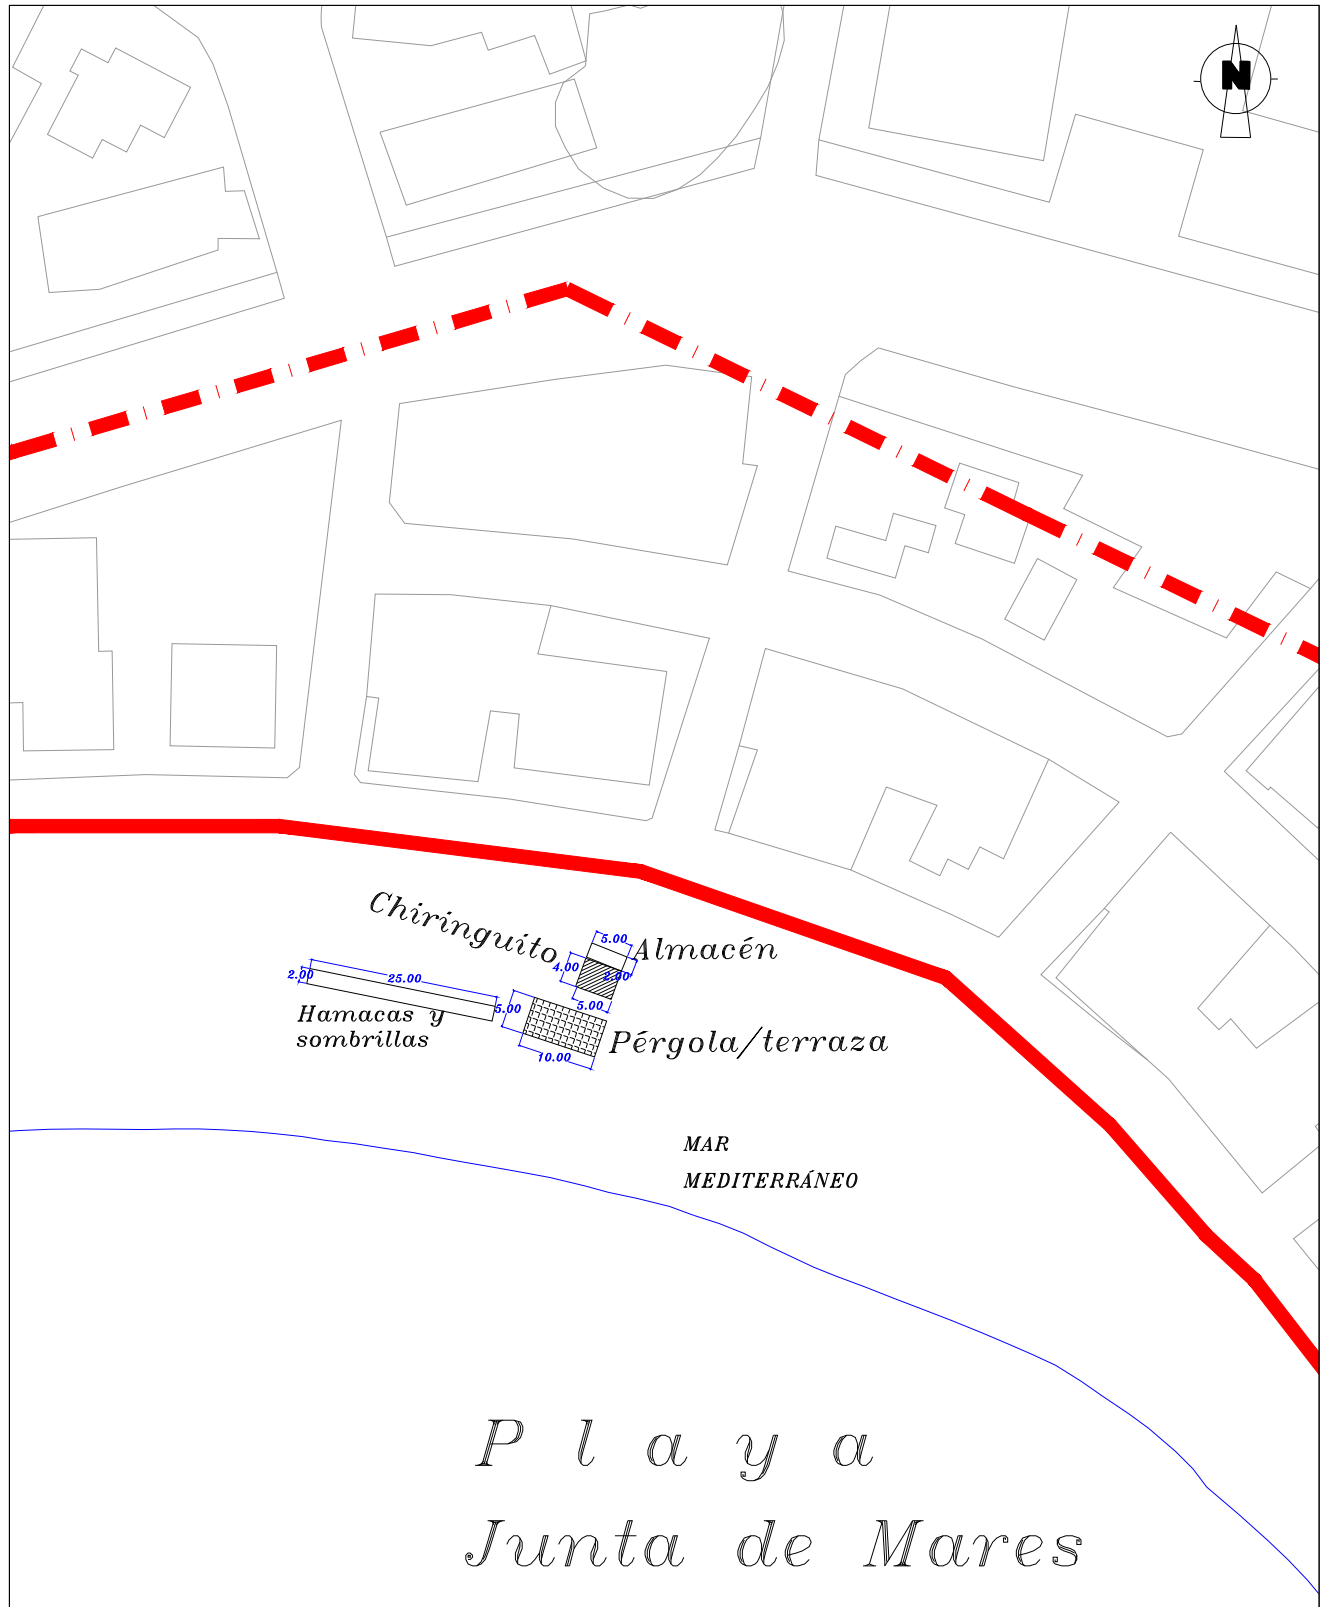 N
Chiringuito
5.00
Almacén
4.00
2.00
2.00
25.00
5.00
5.00
Hamacas y
sombrillas
Pérgola/terraza
10.00
MAR
MEDITERRÁNEO
Playa
Junta de Mares